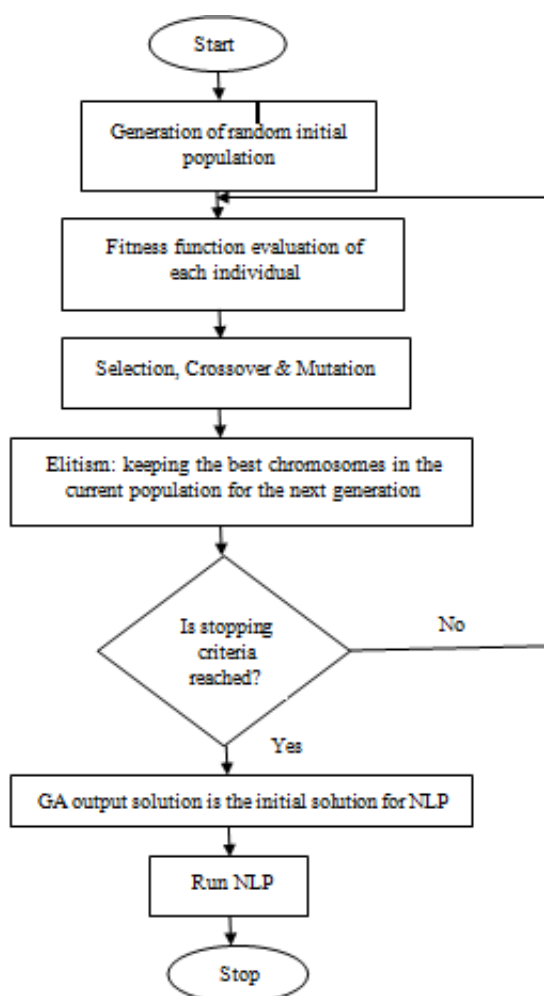 Start
Generation of random initial
population
Fitness function evaluation of
each individual
Selection, Crossover & Mutation
Elitism: keeping the best chromosomes in the
current population for the next generation
Is stopping
criteria
reached?
No
Yes
GA output solution is the initial solution for NLP
Run NLP
Stop